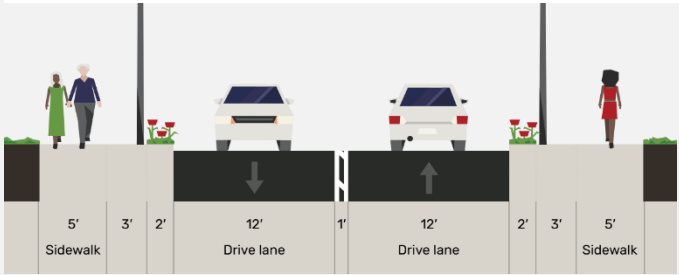 5' 3' 2' 12' 1' 12' 2' 3' 5'
Sidewalk Drive lane Drive lane Sidewalk